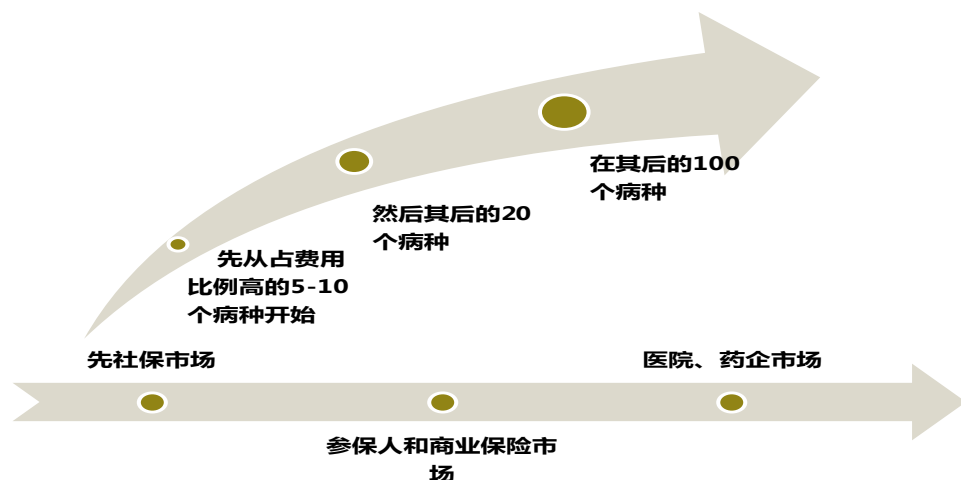 在其后的100
个病种
然后其后的20
个病种
先从占费用
比例高的5-10
个病种开始
先社保市场
医院、药企市场
参保人和商业保险市
场